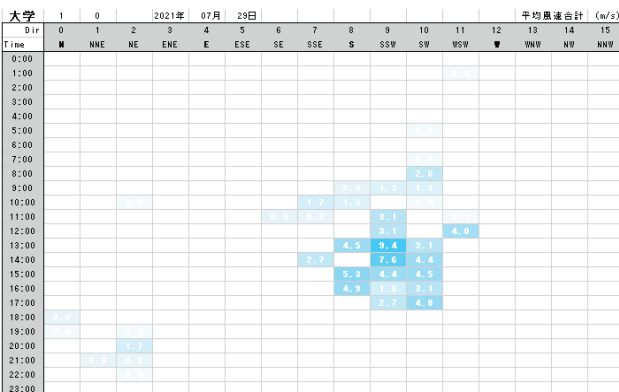 大学 1 0 2021年 07月 29日 平均風速合計 (m/s)
Dir 0 1 2 3 4 5 6 7 8 9 10 11 12 13 14 15
Time N NNE NE ENE E ESE SE SSE S SSW SW WSW W WNW NW NNW
0:00
1:00
2:00
3:00
4:00
5:00
6:00
7:00
8:00 2.6
9:00 0.9 1.3 1.3
10:00 1.7 1.3
11:00 0.9 3.1
12:00 3.1 4.0
13:00 4.5 9.4 3.1
14:00 2.7 7.6 4.4
15:00 5.3 4.4 4.5
16:00 4.9 1.8 3.1
17:00 2.7 4.8
18:00
19:00
20:00 1.7
21:00
22:00
23:00